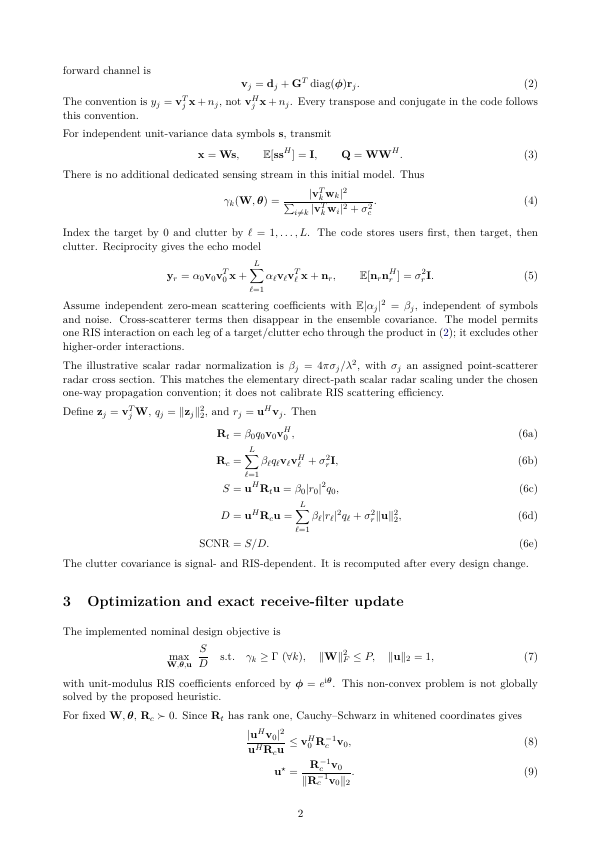 forward channel is
v_j = d_j + G^T diag(ϕ)r_j. (2)
The convention is y_j = v_j^T x + n_j, not v_j^H x + n_j. Every transpose and conjugate in the code follows
this convention.
For independent unit-variance data symbols s, transmit
x = Ws, E[ss^H] = I, Q = WW^H. (3)
There is no additional dedicated sensing stream in this initial model. Thus
γ_k(W, θ) = |v_k^T w_k|^2 / (∑_{i≠k} |v_k^T w_i|^2 + σ_c^2). (4)
Index the target by 0 and clutter by ℓ = 1, . . . , L. The code stores users first, then target, then
clutter. Reciprocity gives the echo model
y_r = α_0 v_0 v_0^T x + ∑_{ℓ=1}^L α_ℓ v_ℓ v_ℓ^T x + n_r, E[n_r n_r^H] = σ_r^2 I. (5)
Assume independent zero-mean scattering coefficients with E|α_j|^2 = β_j, independent of symbols
and noise. Cross-scatterer terms then disappear in the ensemble covariance. The model permits
one RIS interaction on each leg of a target/clutter echo through the product in (2); it excludes other
higher-order interactions.
The illustrative scalar radar normalization is β_j = 4πσ_j/λ^2, with σ_j an assigned point-scatterer
radar cross section. This matches the elementary direct-path scalar radar scaling under the chosen
one-way propagation convention; it does not calibrate RIS scattering efficiency.
Define z_j = v_j^T W, q_j = ∥z_j∥_2^2, and r_j = u^H v_j. Then
R_t = β_0 q_0 v_0 v_0^H, (6a)
R_c = ∑_{ℓ=1}^L β_ℓ q_ℓ v_ℓ v_ℓ^H + σ_r^2 I, (6b)
S = u^H R_t u = β_0 |r_0|^2 q_0, (6c)
D = u^H R_c u = ∑_{ℓ=1}^L β_ℓ |r_ℓ|^2 q_ℓ + σ_r^2 ∥u∥_2^2, (6d)
SCNR = S/D. (6e)
The clutter covariance is signal- and RIS-dependent. It is recomputed after every design change.
3 Optimization and exact receive-filter update
The implemented nominal design objective is
max_{W,θ,u} S/D s.t. γ_k ≥ Γ (∀k), ∥W∥_F^2 ≤ P, ∥u∥_2 = 1, (7)
with unit-modulus RIS coefficients enforced by ϕ = e^{iθ}. This non-convex problem is not globally
solved by the proposed heuristic.
For fixed W, θ, R_c ≻ 0. Since R_t has rank one, Cauchy–Schwarz in whitened coordinates gives
|u^H v_0|^2 / (u^H R_c u) ≤ v_0^H R_c^{−1} v_0, (8)
u^⋆ = R_c^{−1} v_0 / ∥R_c^{−1} v_0∥_2. (9)
2